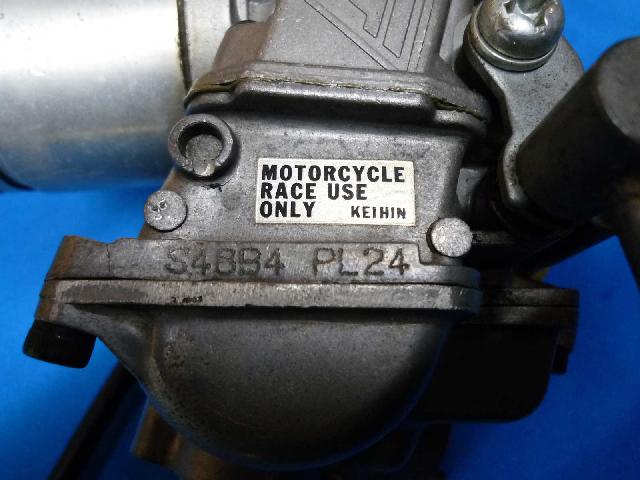 MOTORCYCLE
RACE USE
ONLY KEIHIN
S4BB4 PL24